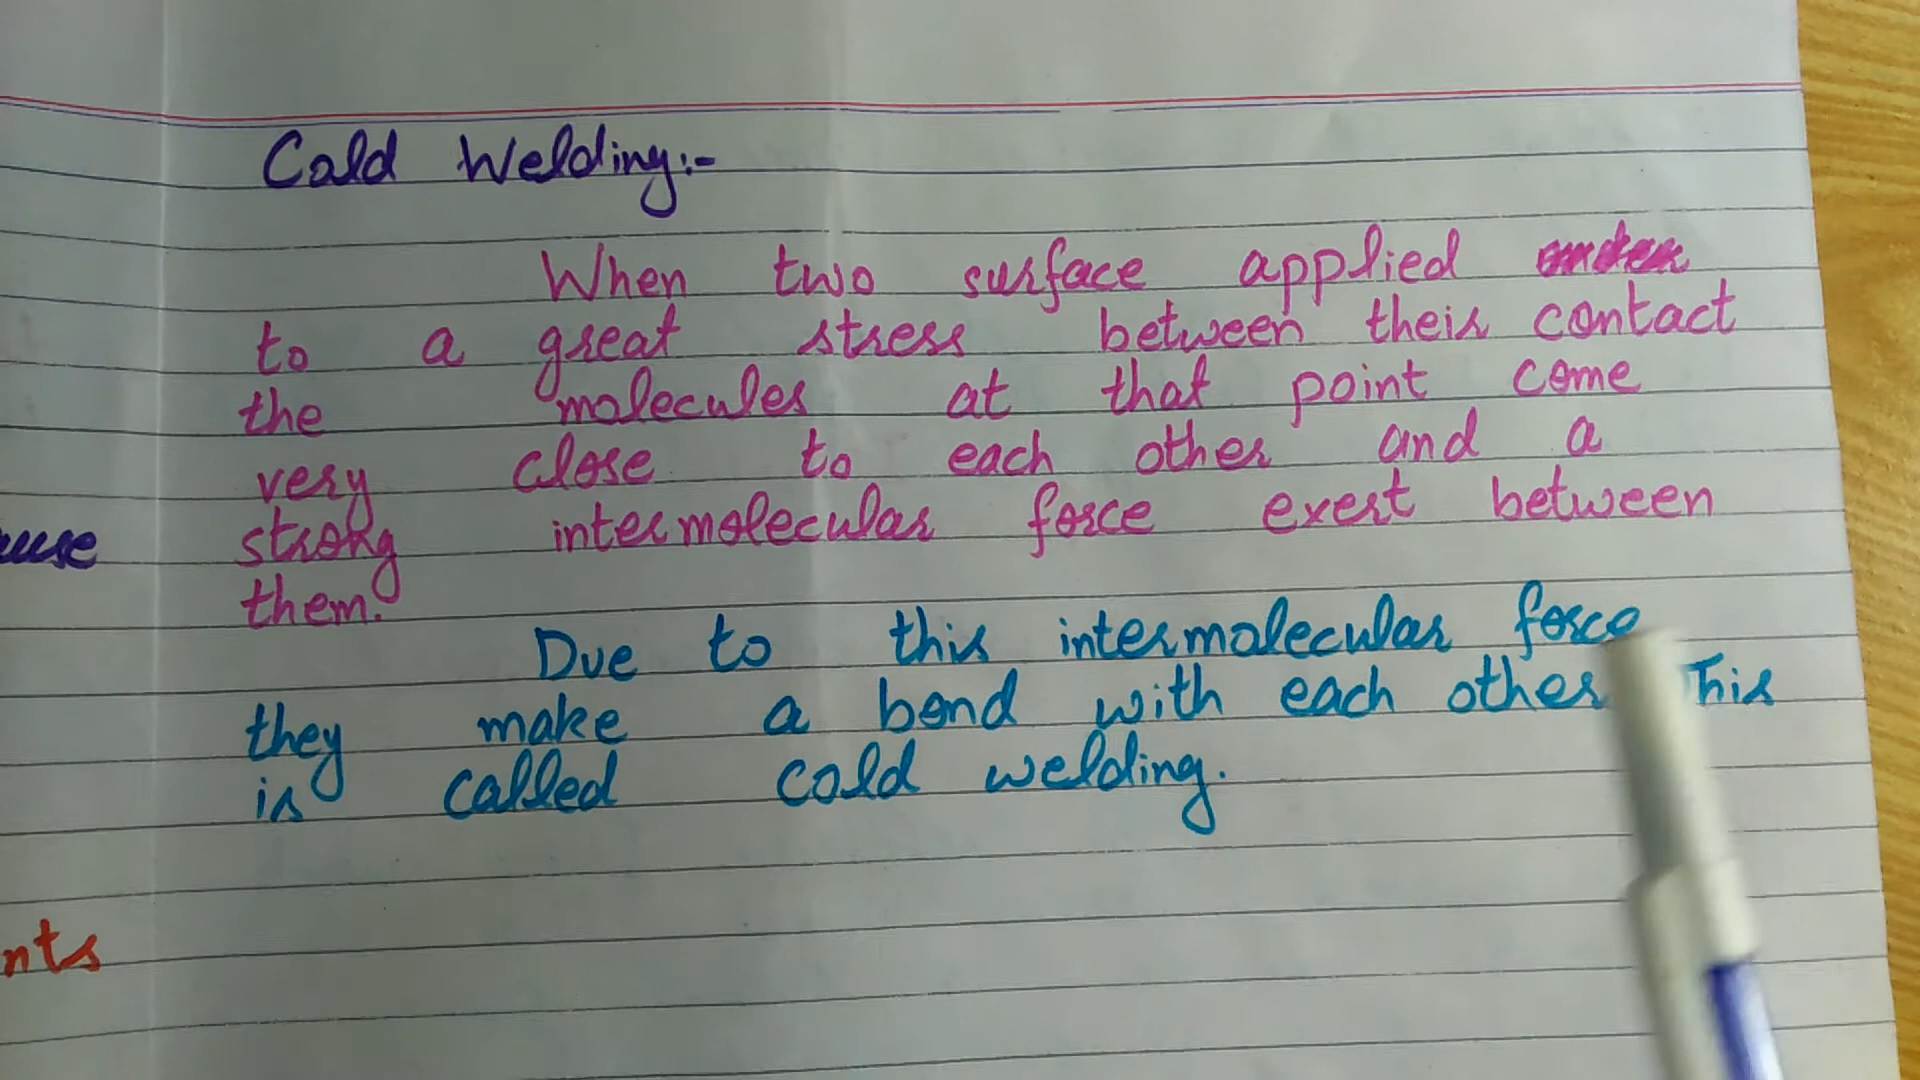 Cold Welding:-
When two surface applied
to a great stress between their contact
the molecules at that point come
very close to each other and a
strong intermolecular force exert between
them.
Due to this intermolecular force
they make a bond with each other This
is called cold welding.